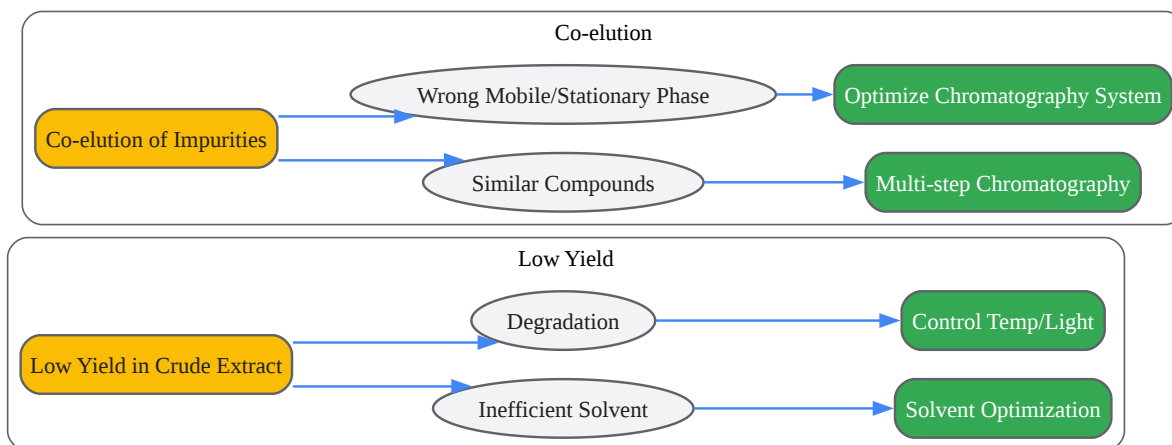 Co-elution
Wrong Mobile/Stationary Phase
Optimize Chromatography System
Co-elution of Impurities
Similar Compounds
Multi-step Chromatography
Low Yield
Degradation
Control Temp/Light
Low Yield in Crude Extract
Inefficient Solvent
Solvent Optimization